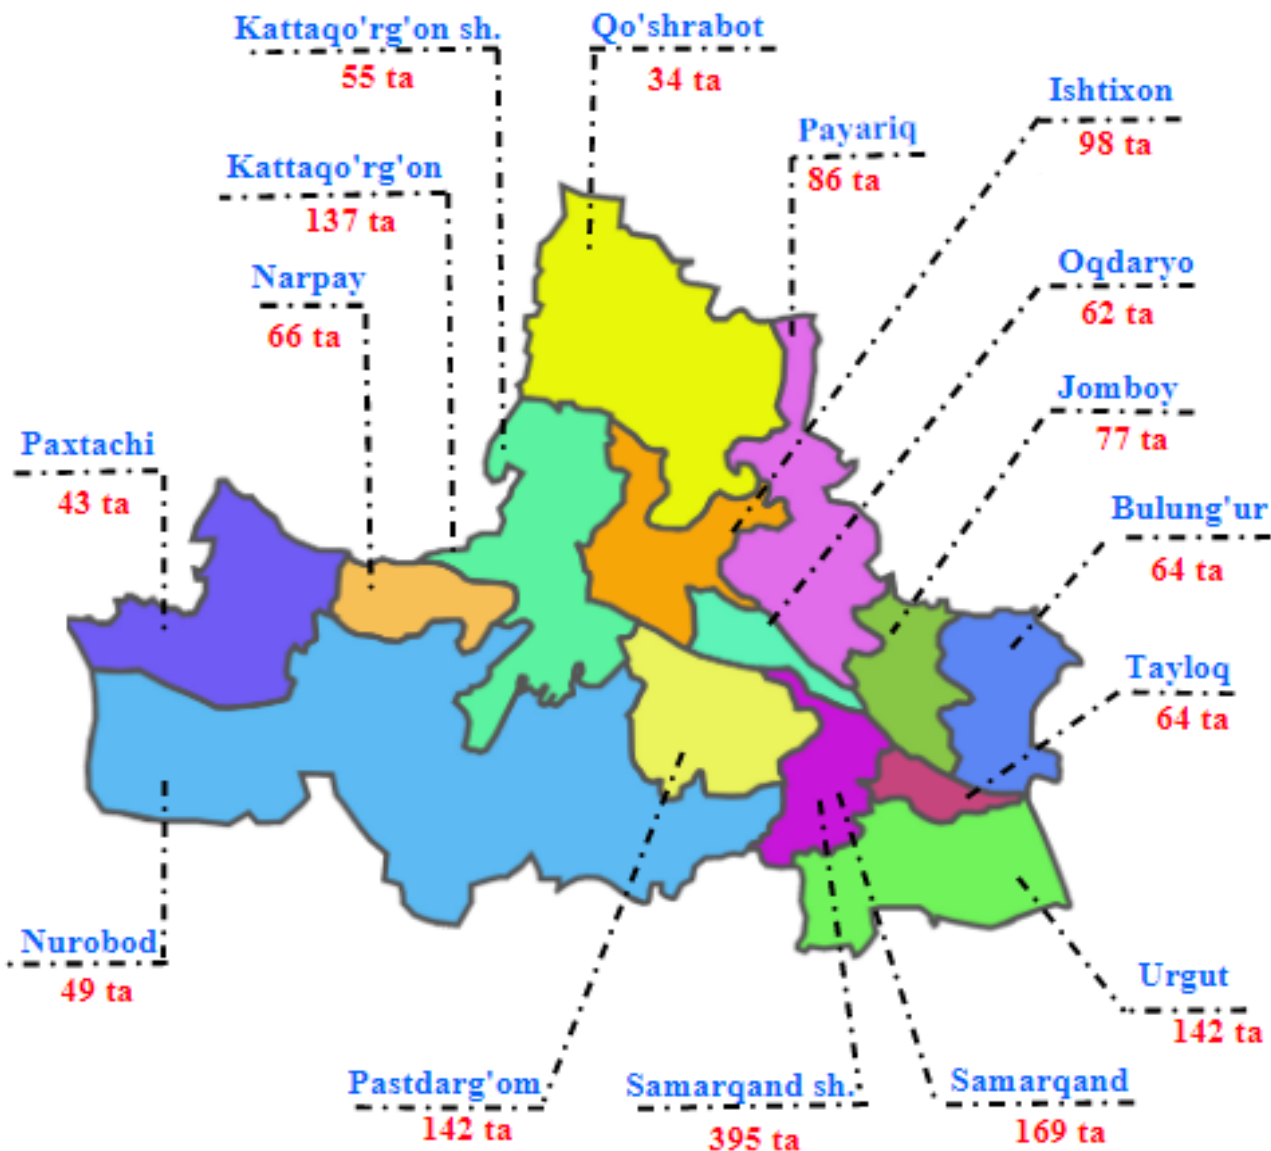 Kattaqo'rg'on sh.
55 ta
Qo'shrabot
34 ta
Ishtixon
98 ta
Payariq
86 ta
Kattaqo'rg'on
137 ta
Narpay
66 ta
Oqdaryo
62 ta
Jomboy
77 ta
Paxtachi
43 ta
Bulung'ur
64 ta
Tayloq
64 ta
Nurobod
49 ta
Urgut
142 ta
Pastdarg'om
142 ta
Samarqand sh.
395 ta
Samarqand
169 ta